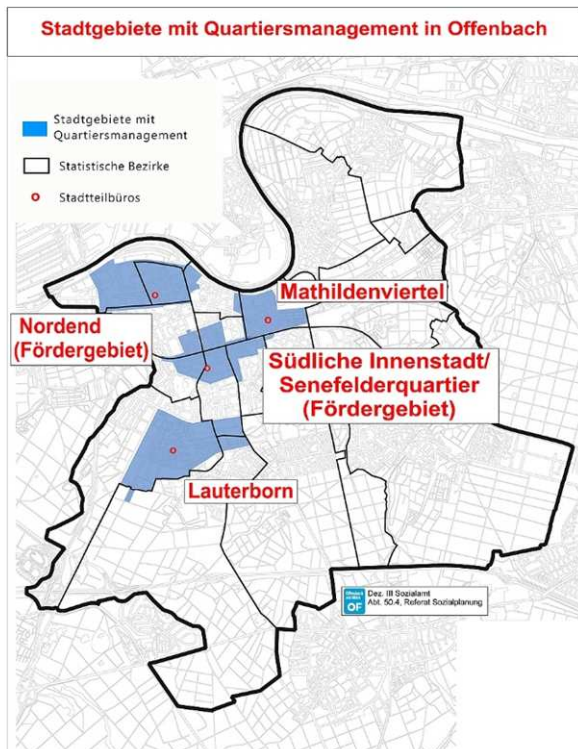 Stadtgebiete mit Quartiersmanagement in Offenbach
Stadtgebiete mit
Quartiersmanagement
Statistische Bezirke
Stadtteilbüros
Mathildenviertel
Nordend
(Fördergebiet)
Südliche Innenstadt/
Senefelderquartier
(Fördergebiet)
Lauterborn
OF
Dez. III Sozialamt
Abt. 50.4, Referat Sozialplanung